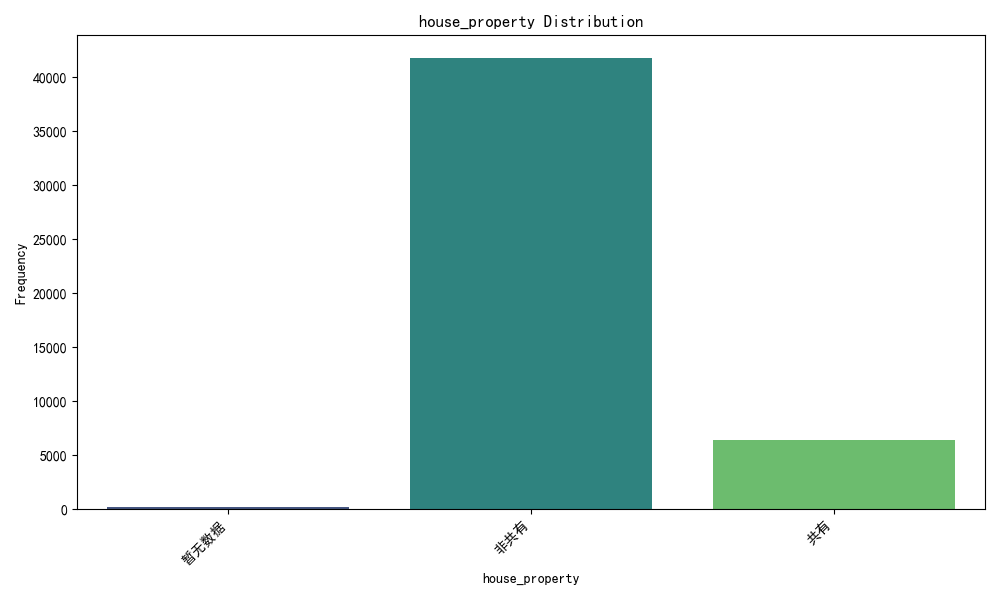 house_property Distribution
40000
35000
30000
25000
20000
15000
10000
5000
0
Frequency
暂无数据
非共有
共有
house_property